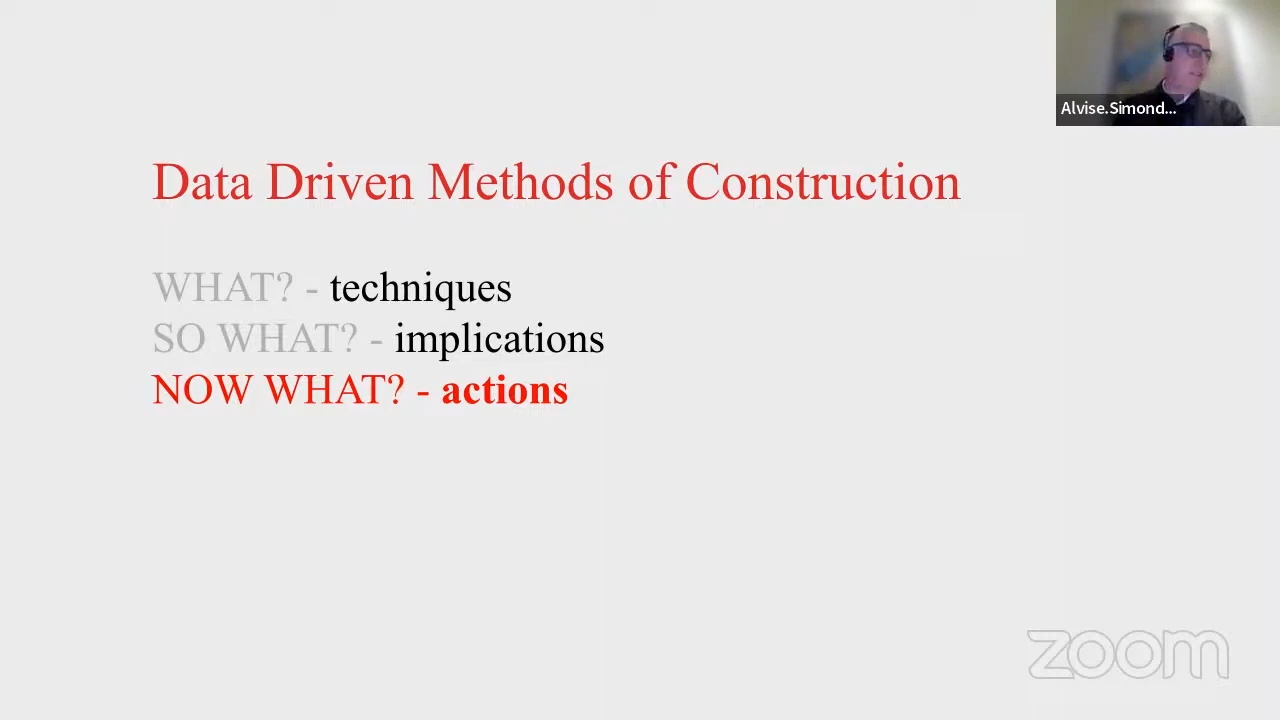 Alvise.Simond...
Data Driven Methods of Construction
WHAT? - techniques
SO WHAT? - implications
NOW WHAT? - actions
zoom